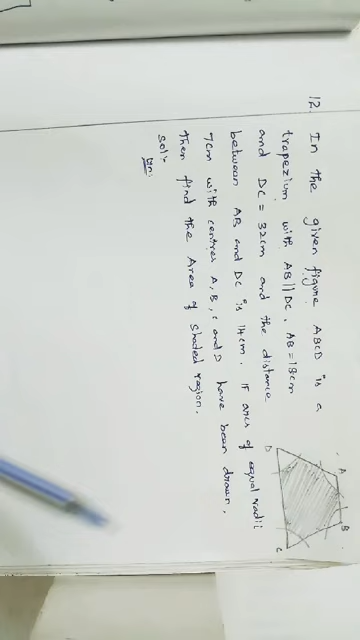 12. In the given figure ABCD is a
trapezium with AB || DC, AB = 18cm
and DC = 32cm and the distance
between AB and DC is 14cm. If arcs of equal radii
7cm with centres A, B, C and D have been drawn,
then find the Area of Shaded region.
sol:-
A
B
D
C